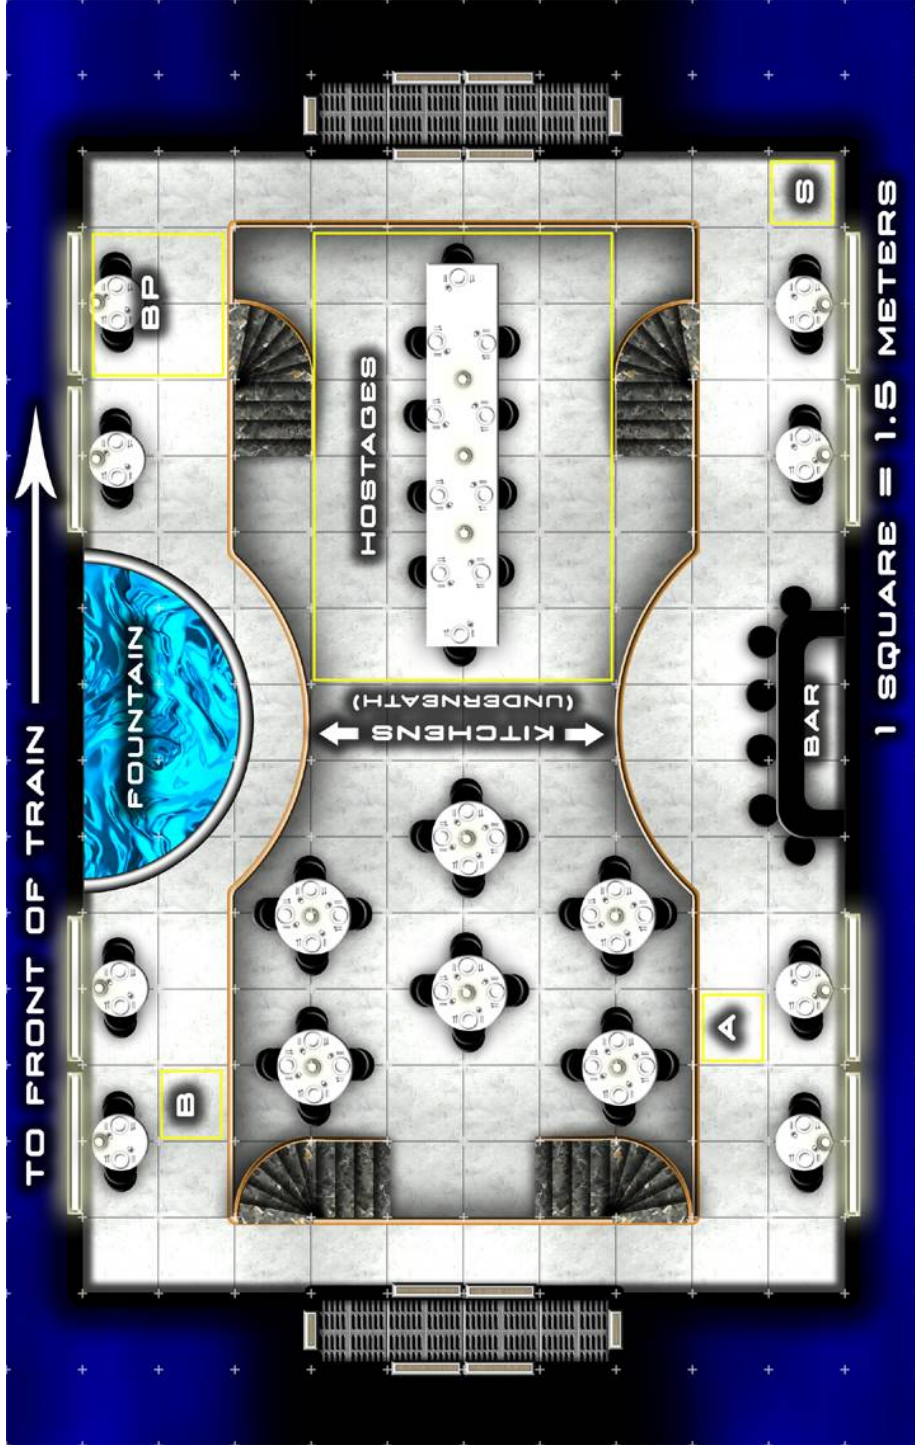 TO FRONT OF TRAIN
BP
S
HOSTAGES
FOUNTAIN
KITCHENS
(UNDERNEATH)
BAR
B
A
1 SQUARE = 1.5 METERS